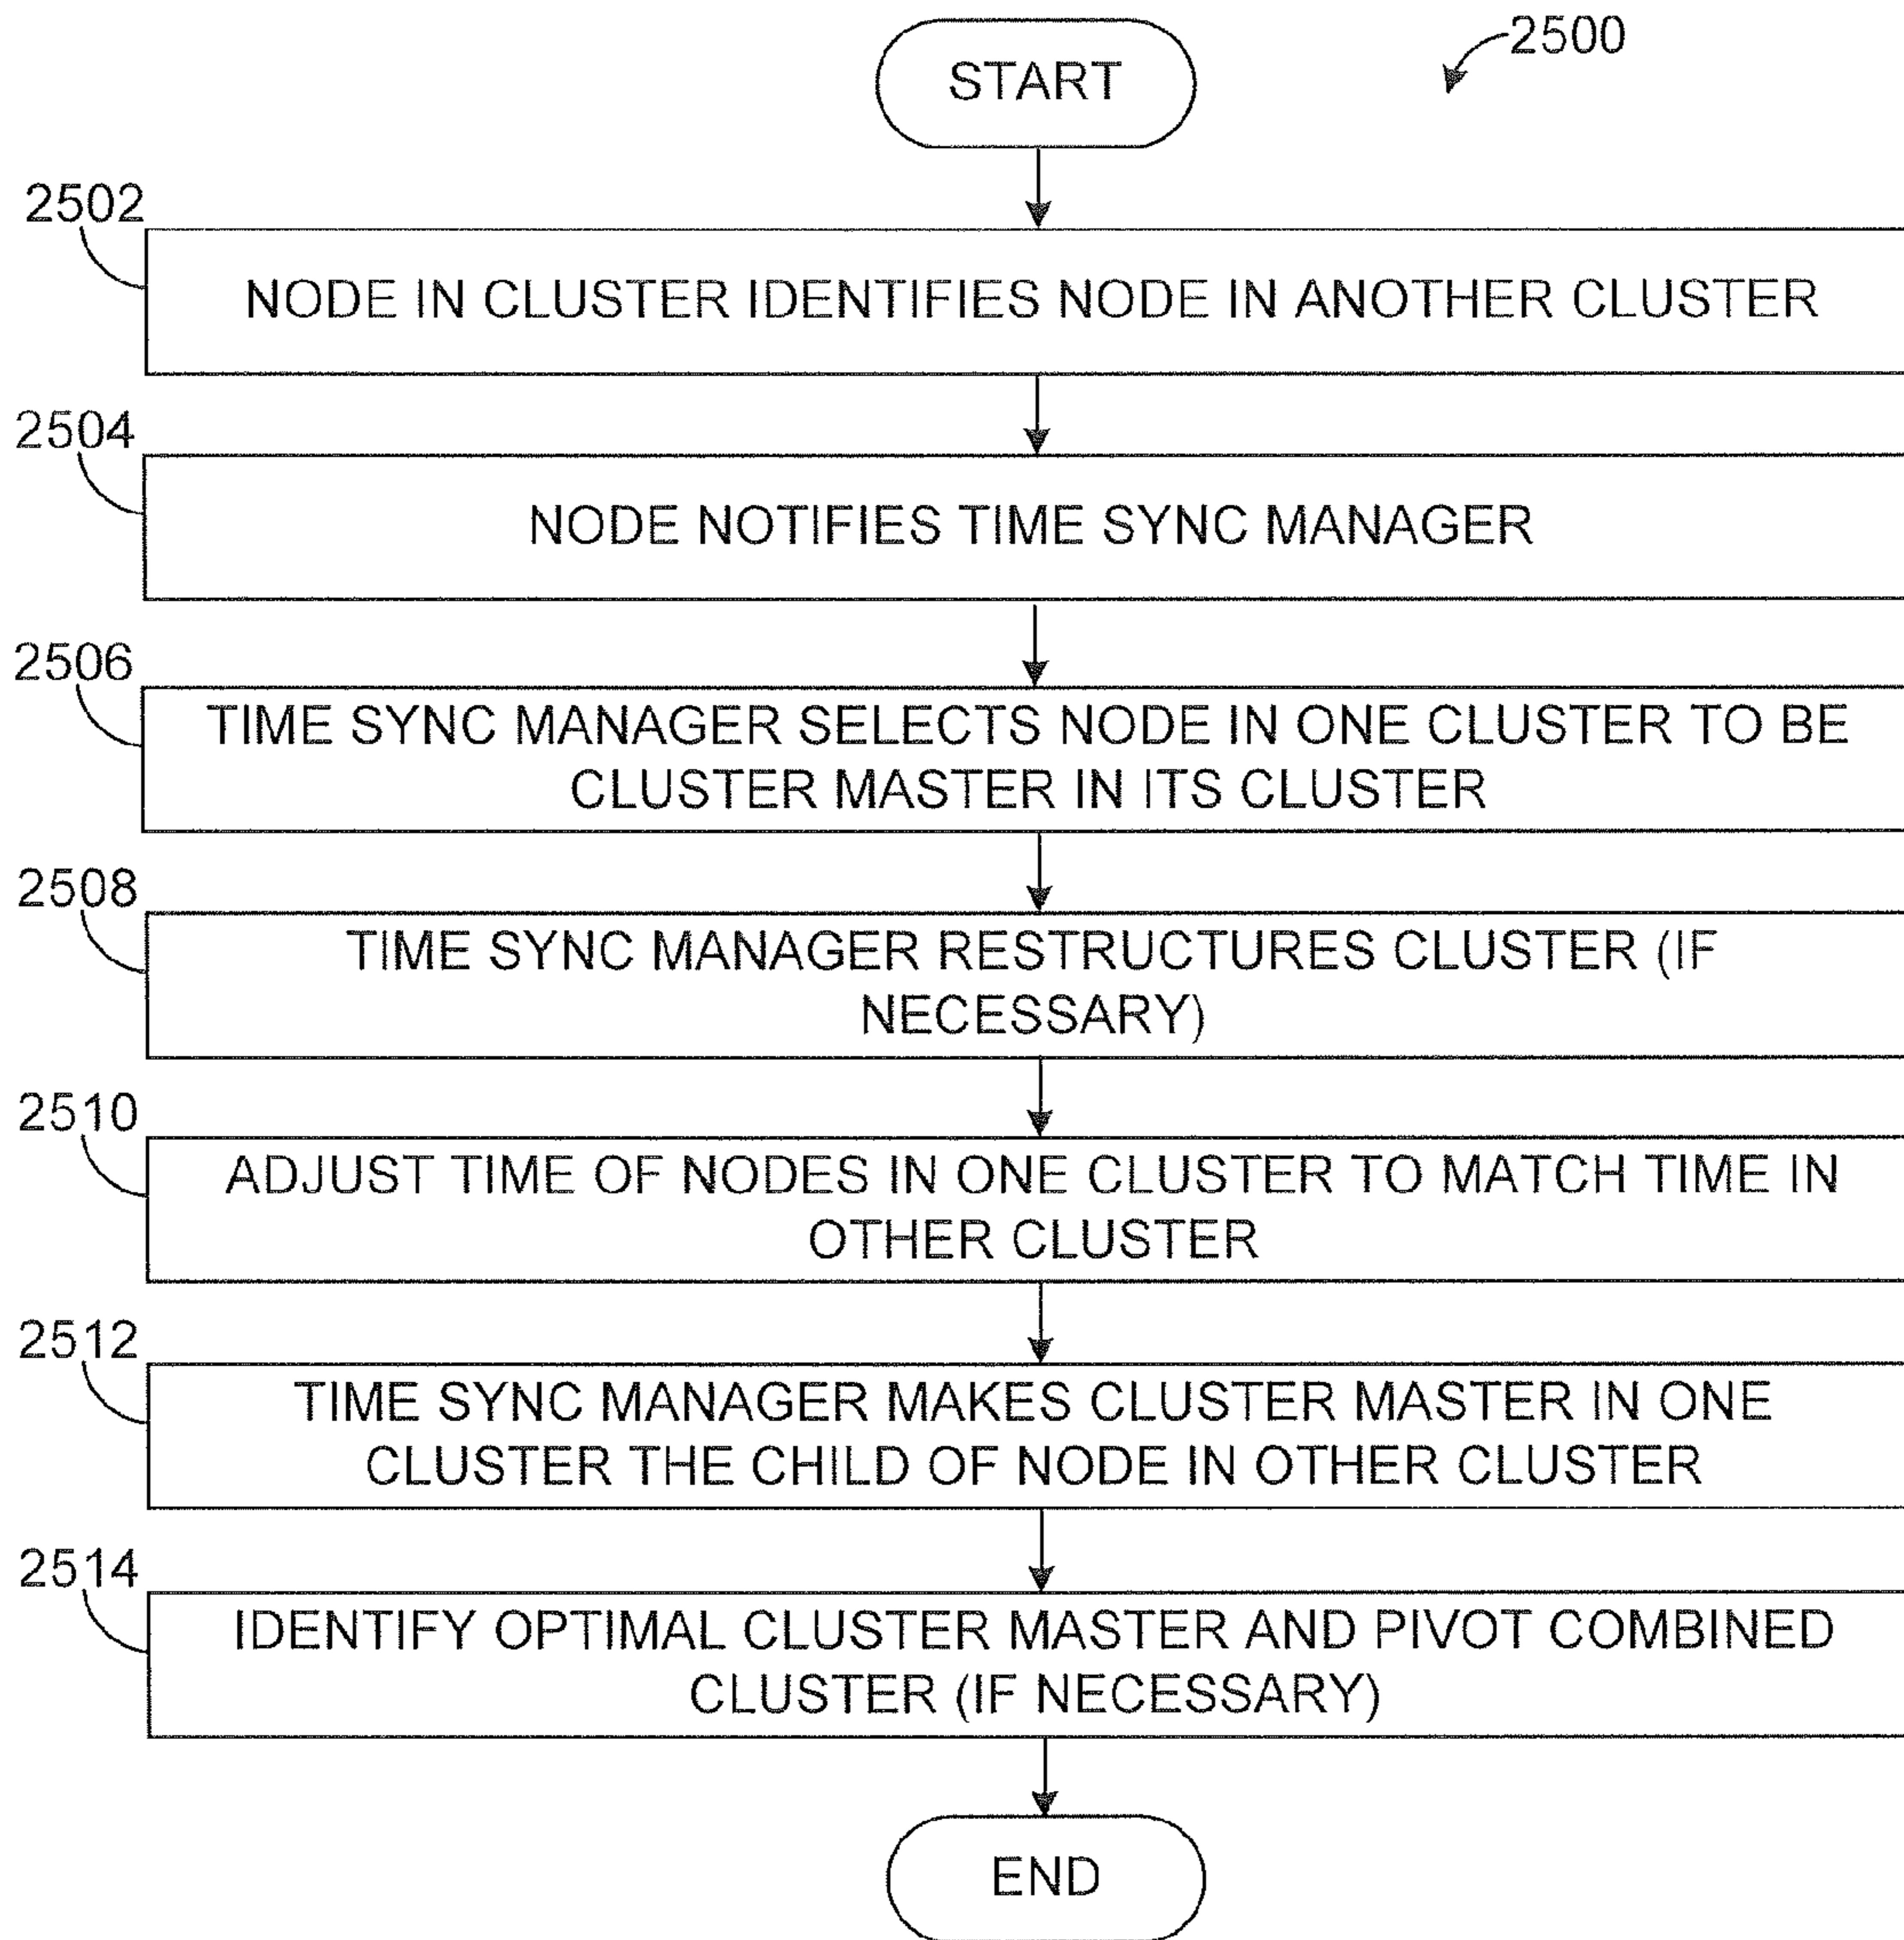 2500
START
2502
NODE IN CLUSTER IDENTIFIES NODE IN ANOTHER CLUSTER
2504
NODE NOTIFIES TIME SYNC MANAGER
2506
TIME SYNC MANAGER SELECTS NODE IN ONE CLUSTER TO BE
CLUSTER MASTER IN ITS CLUSTER
2508
TIME SYNC MANAGER RESTRUCTURES CLUSTER (IF
NECESSARY)
2510
ADJUST TIME OF NODES IN ONE CLUSTER TO MATCH TIME IN
OTHER CLUSTER
2512
TIME SYNC MANAGER MAKES CLUSTER MASTER IN ONE
CLUSTER THE CHILD OF NODE IN OTHER CLUSTER
2514
IDENTIFY OPTIMAL CLUSTER MASTER AND PIVOT COMBINED
CLUSTER (IF NECESSARY)
END